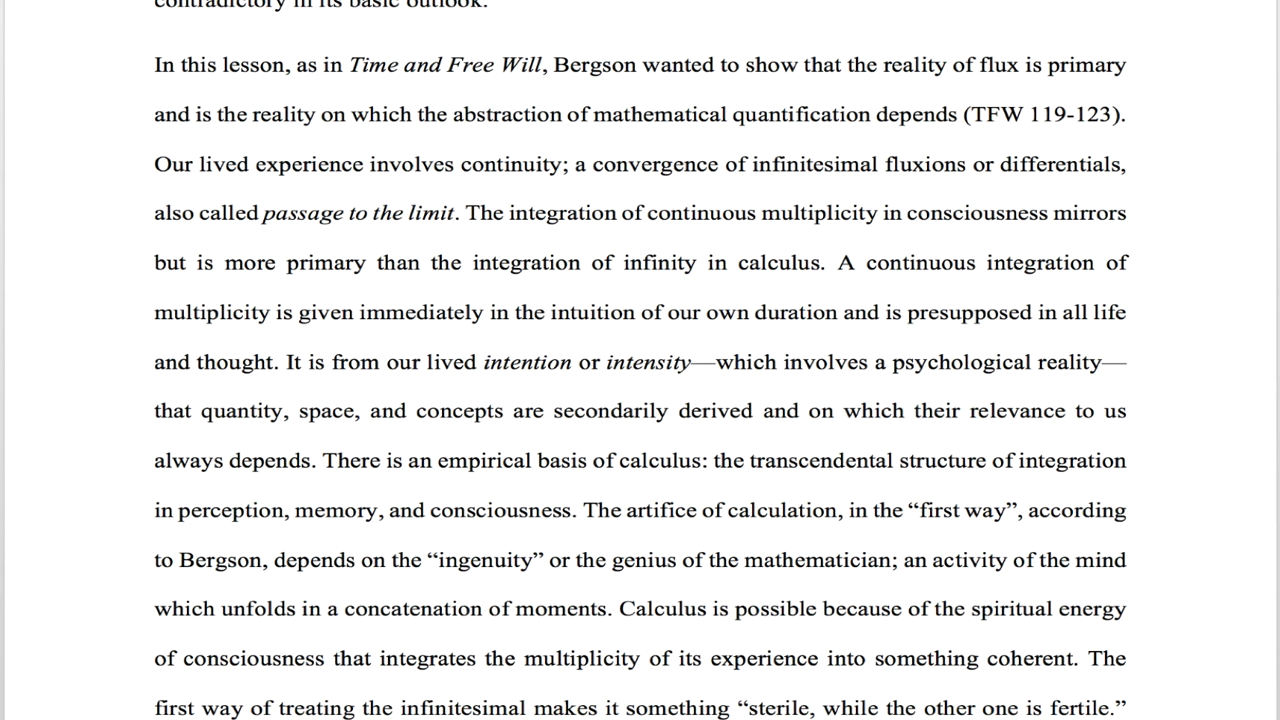 contradictory in its basic outlook.
In this lesson, as in Time and Free Will, Bergson wanted to show that the reality of flux is primary
and is the reality on which the abstraction of mathematical quantification depends (TFW 119-123).
Our lived experience involves continuity; a convergence of infinitesimal fluxions or differentials,
also called passage to the limit. The integration of continuous multiplicity in consciousness mirrors
but is more primary than the integration of infinity in calculus. A continuous integration of
multiplicity is given immediately in the intuition of our own duration and is presupposed in all life
and thought. It is from our lived intention or intensity—which involves a psychological reality—
that quantity, space, and concepts are secondarily derived and on which their relevance to us
always depends. There is an empirical basis of calculus: the transcendental structure of integration
in perception, memory, and consciousness. The artifice of calculation, in the “first way”, according
to Bergson, depends on the “ingenuity” or the genius of the mathematician; an activity of the mind
which unfolds in a concatenation of moments. Calculus is possible because of the spiritual energy
of consciousness that integrates the multiplicity of its experience into something coherent. The
first way of treating the infinitesimal makes it something “sterile, while the other one is fertile.”